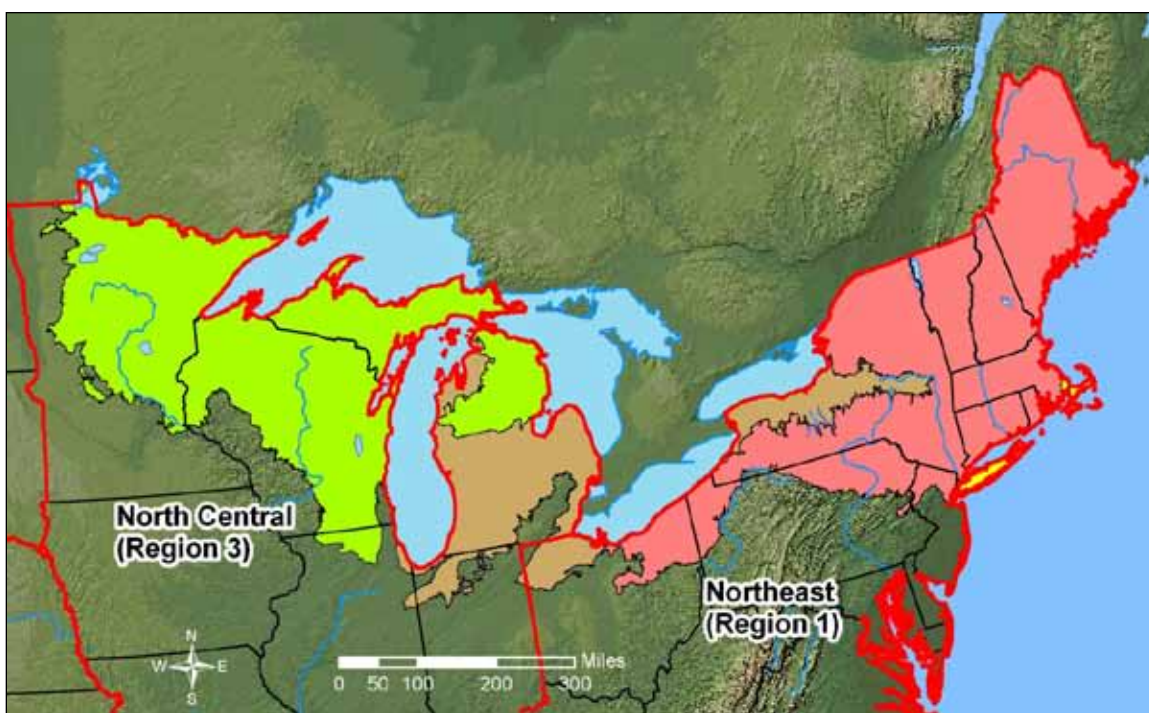 North Central
(Region 3)
Northeast
(Region 1)
N
W E
S
Miles
0 50 100 200 300